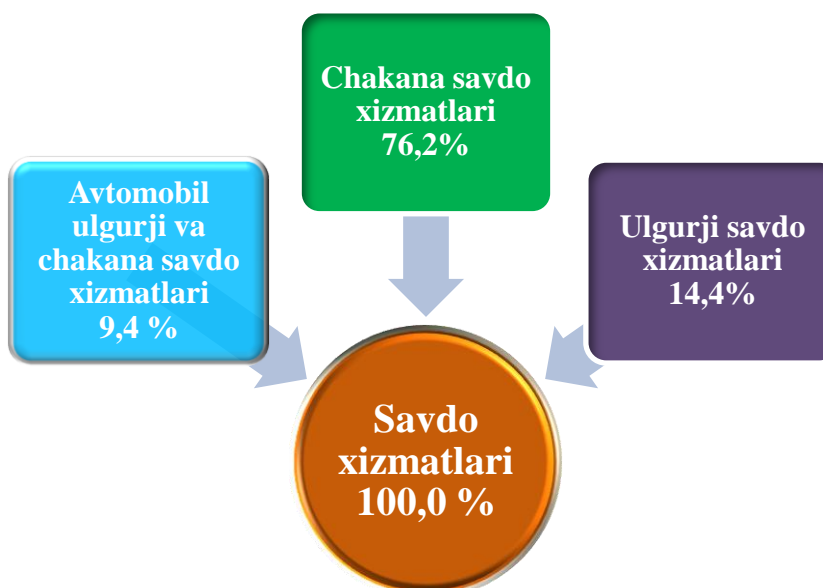 Chakana savdo
xizmatlari
76,2%
Avtomobil
ulgurji va
chakana savdo
xizmatlari
9,4 %
Ulgurji savdo
xizmatlari
14,4%
Savdo
xizmatlari
100,0 %